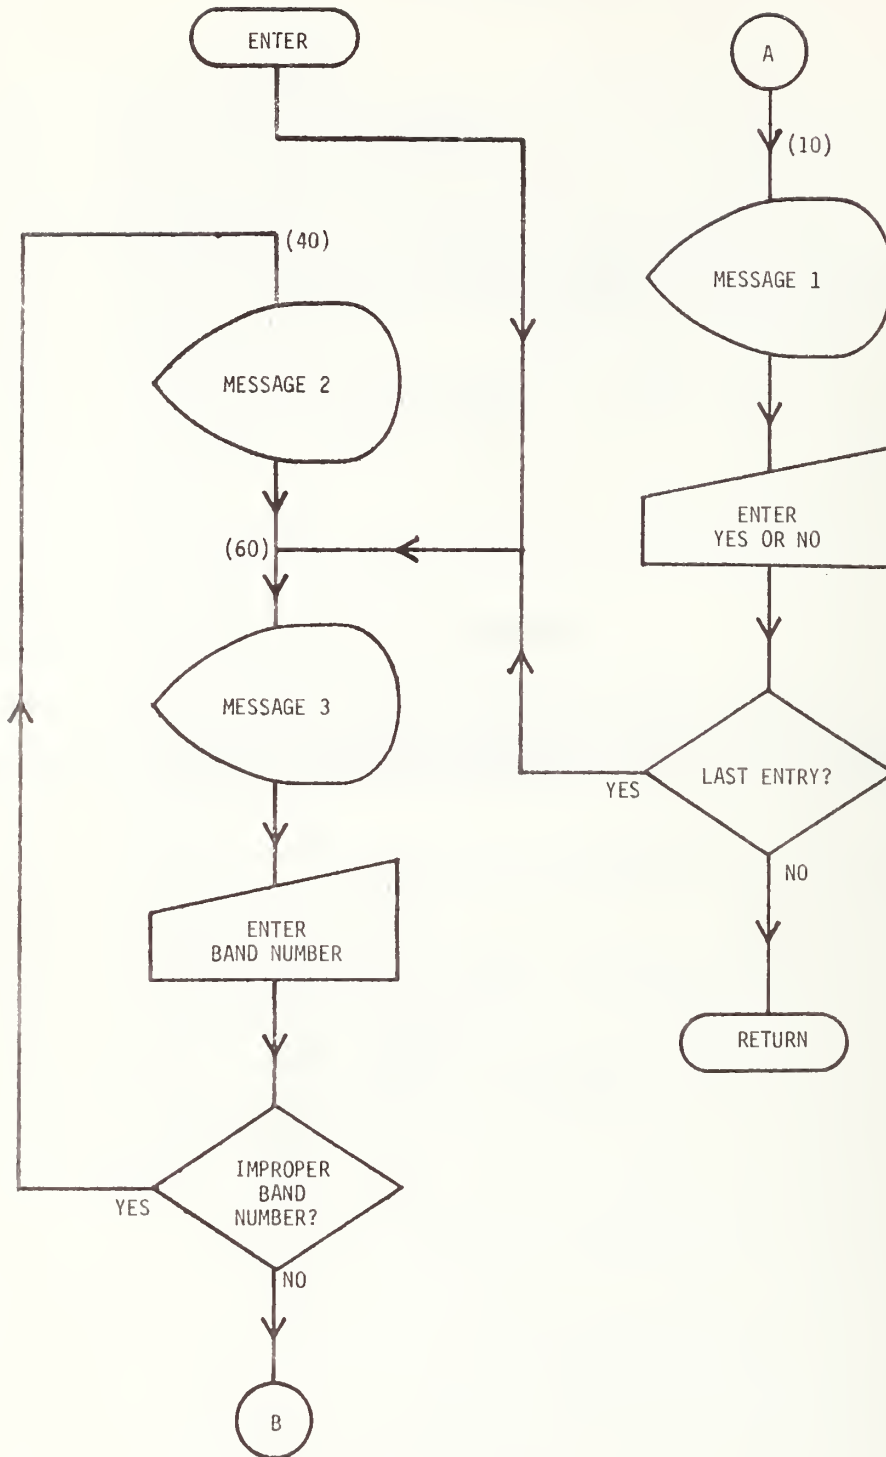 ENTER
(40)
MESSAGE 2
(60)
MESSAGE 3
ENTER
BAND NUMBER
IMPROPER
BAND
NUMBER?
YES
NO
B
A
(10)
MESSAGE 1
ENTER
YES OR NO
LAST ENTRY?
YES
NO
RETURN